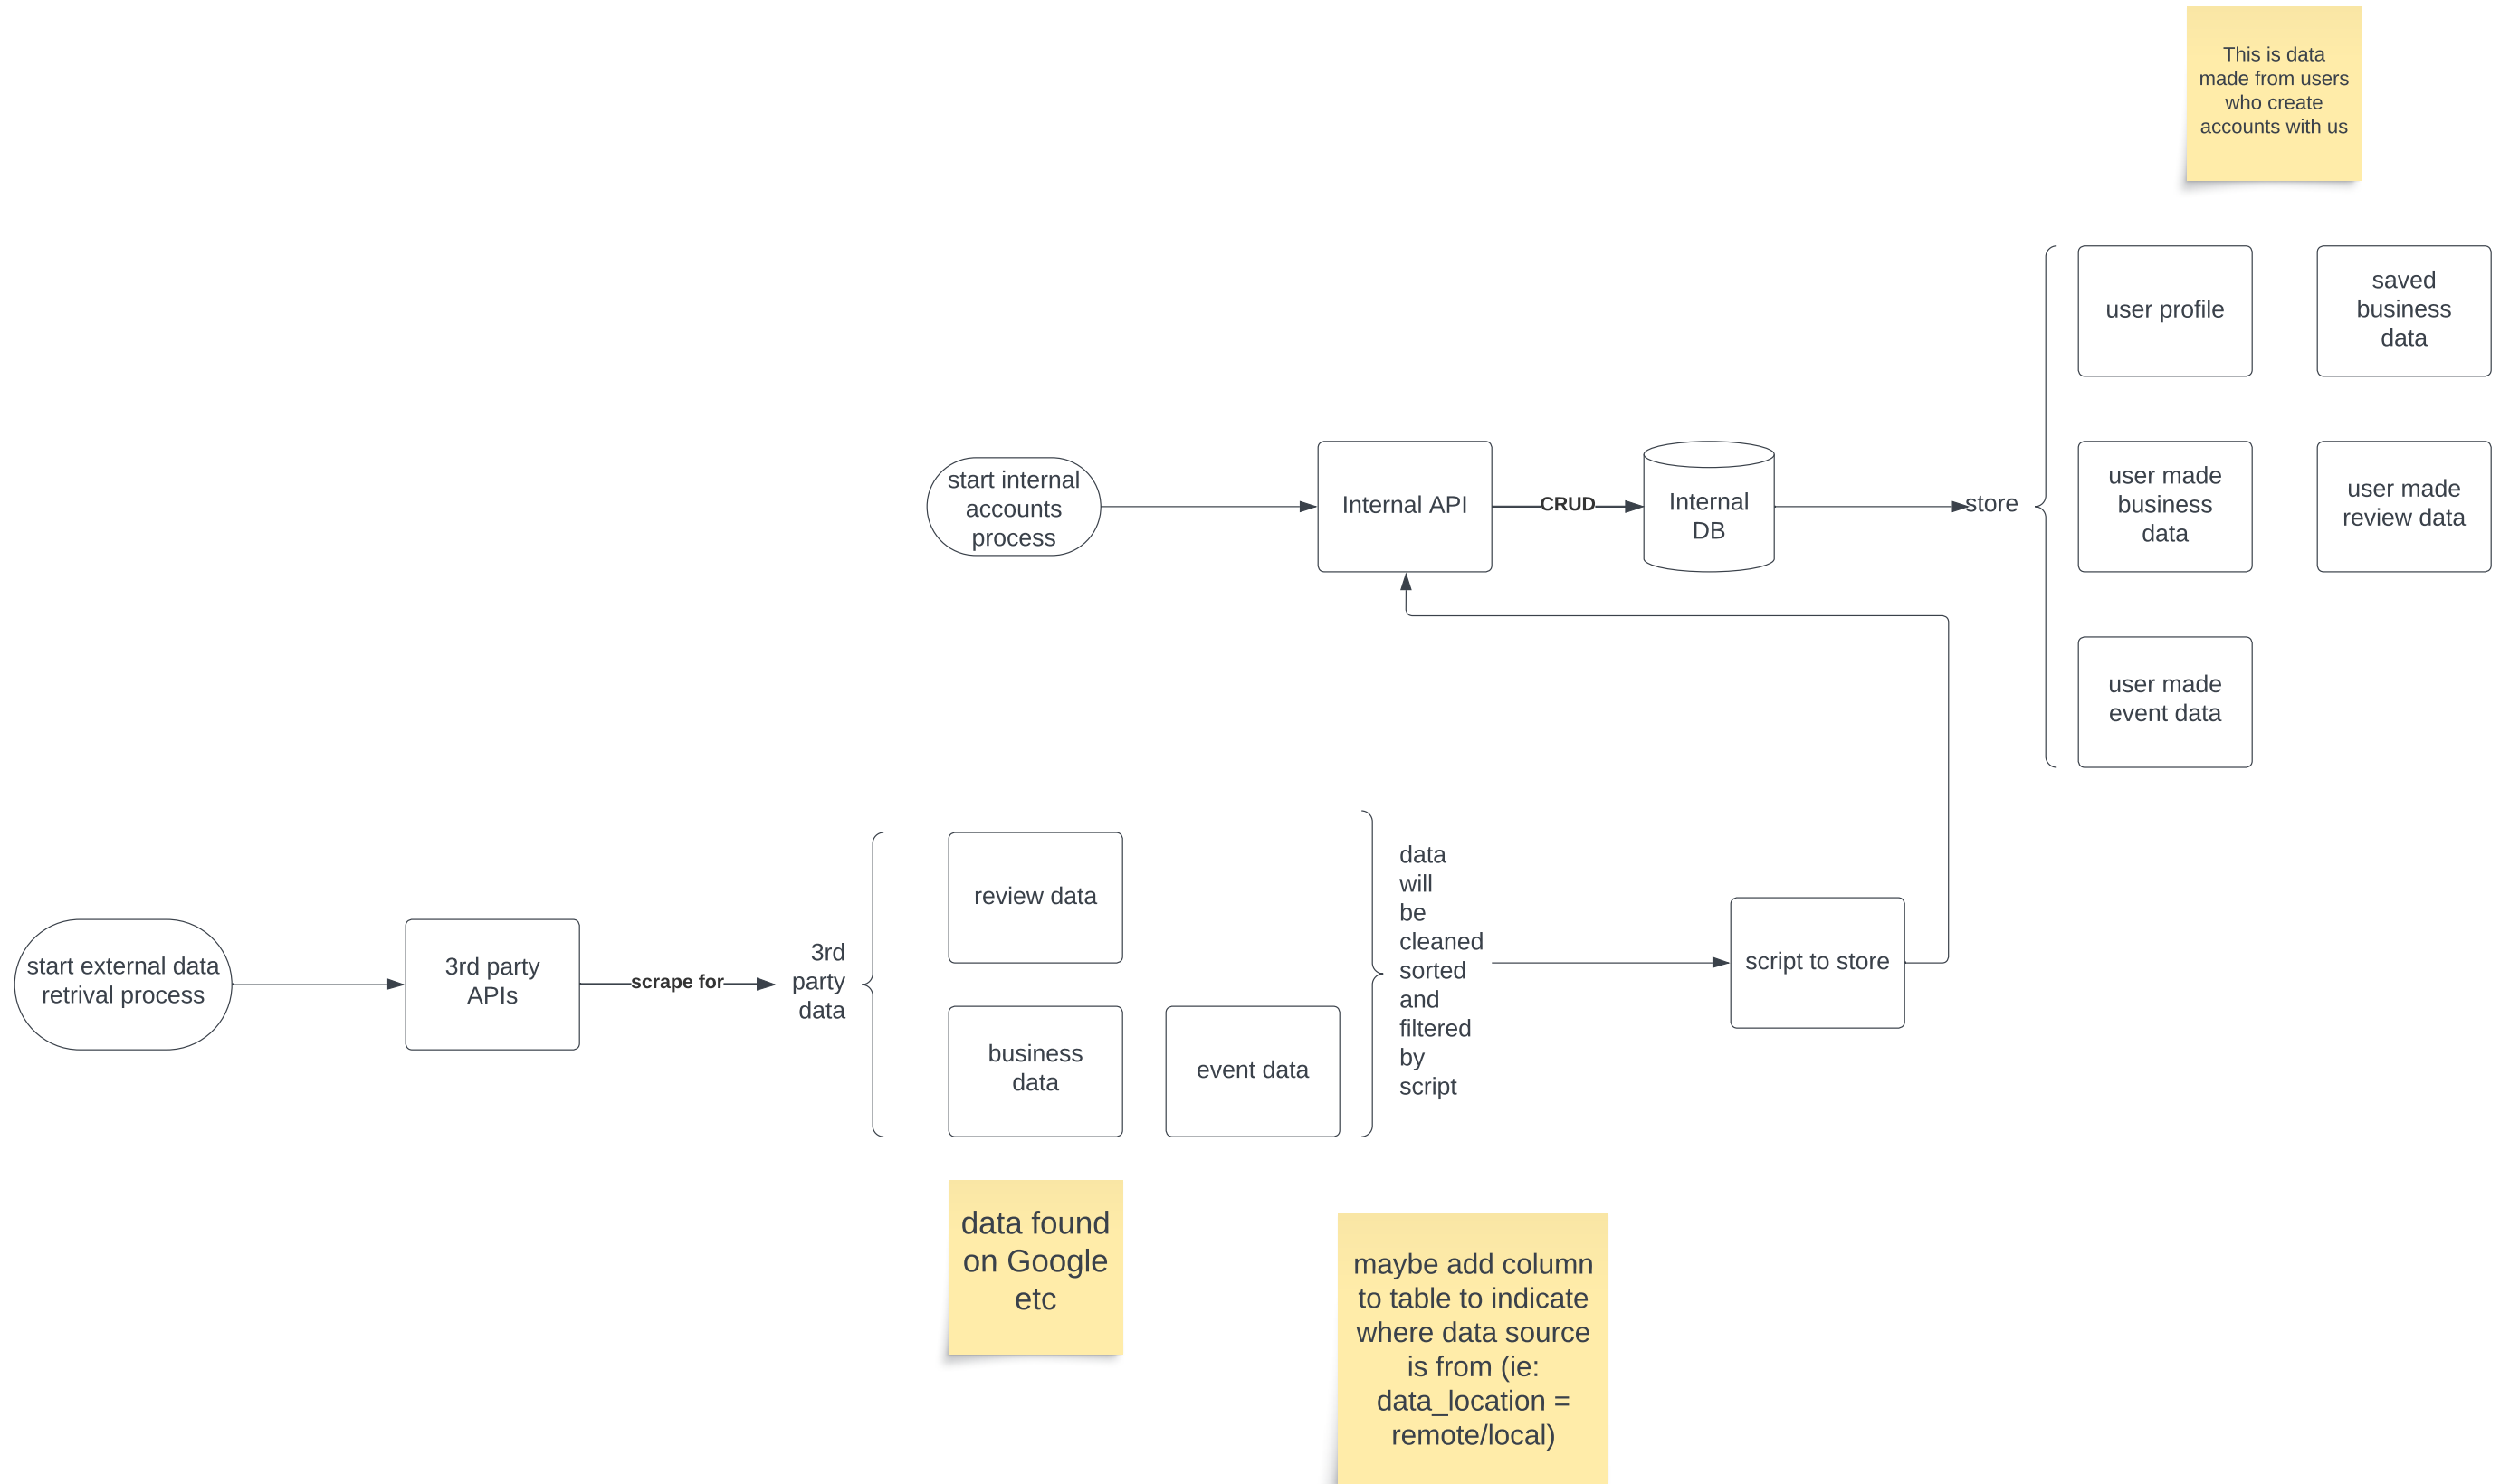 This is data
made from users
who create
accounts with us
user profile
saved
business
data
start internal
accounts
process
Internal API
CRUD
Internal
DB
store
user made
business
data
user made
review data
user made
event data
start external data
retrival process
3rd party
APIs
scrape for
3rd
party
data
review data
business
data
event data
data
will
be
cleaned
sorted
and
filtered
by
script
script to store
data found
on Google
etc
maybe add column
to table to indicate
where data source
is from (ie:
data_location =
remote/local)